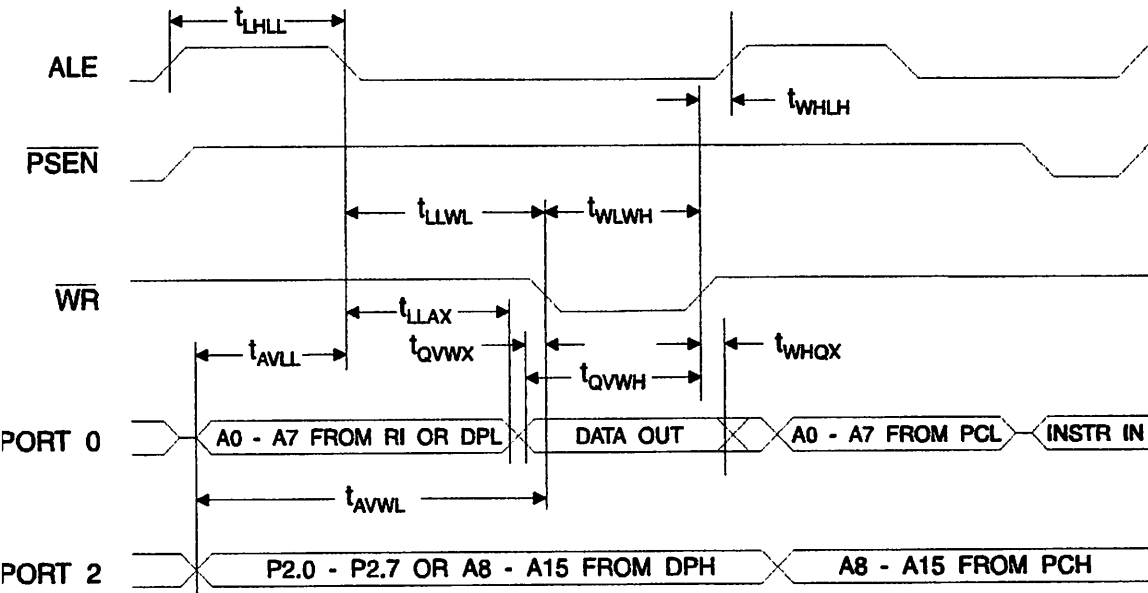 tLHLL
ALE
tWHLH
PSEN
tLLWL
tWLWH
WR
tLLAX
tAVLL
tQVWX
tWHQX
tQVWH
PORT 0
A0 - A7 FROM RI OR DPL
DATA OUT
A0 - A7 FROM PCL
INSTR IN
tAVWL
PORT 2
P2.0 - P2.7 OR A8 - A15 FROM DPH
A8 - A15 FROM PCH